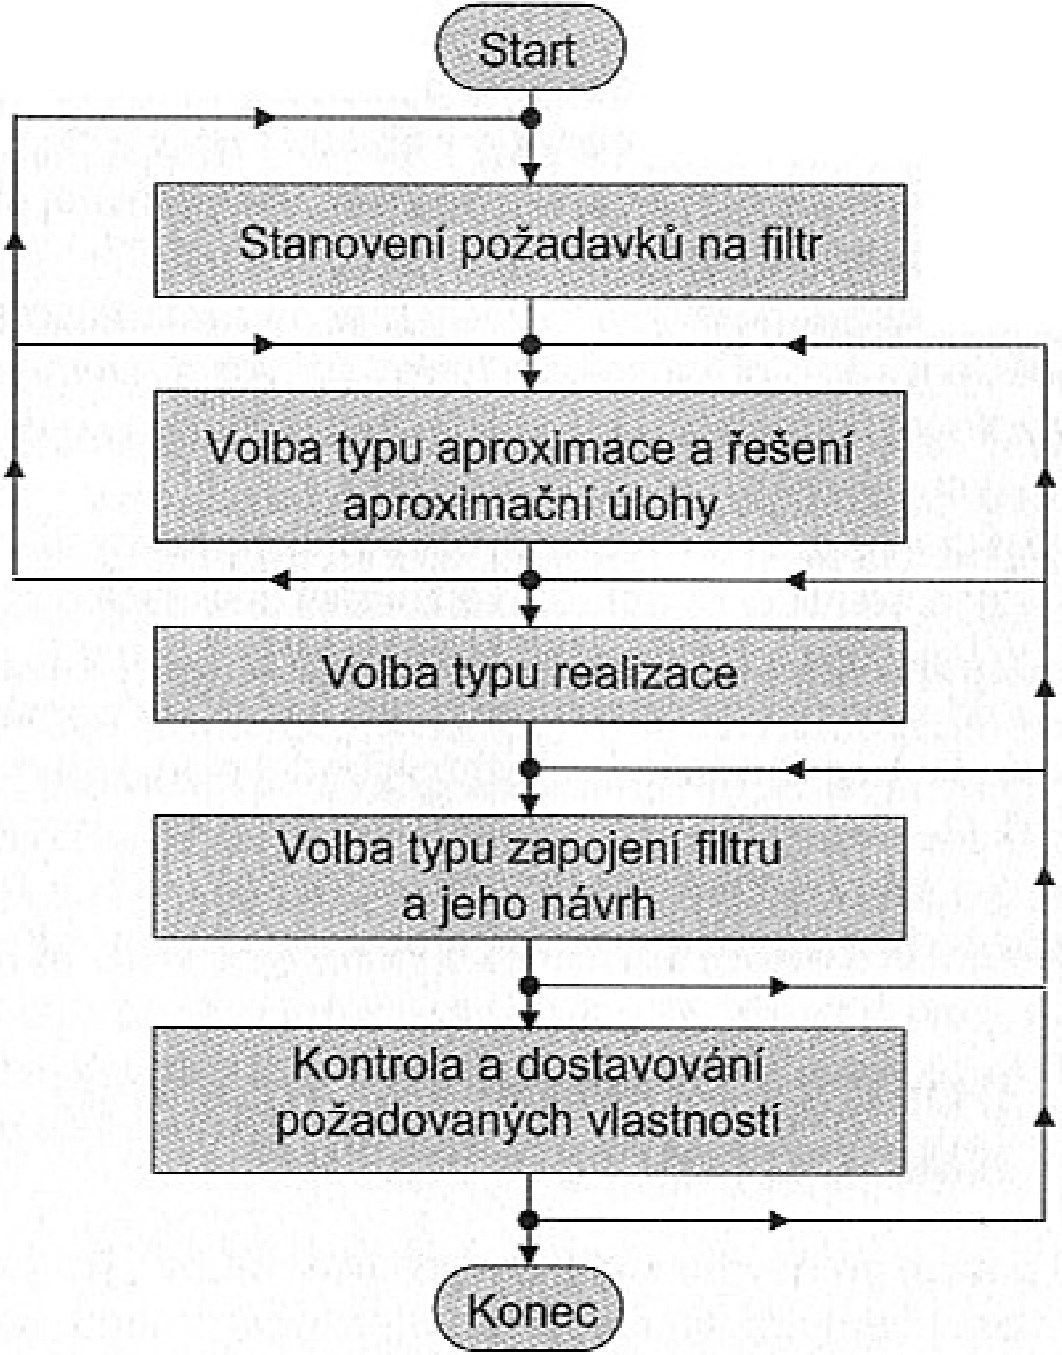 Start
Stanovení požadavků na filtr
Volba typu aproximace a řešení
aproximační úlohy
Volba typu realizace
Volba typu zapojení filtru
a jeho návrh
Kontrola a dostavování
požadovaných vlastností
Konec